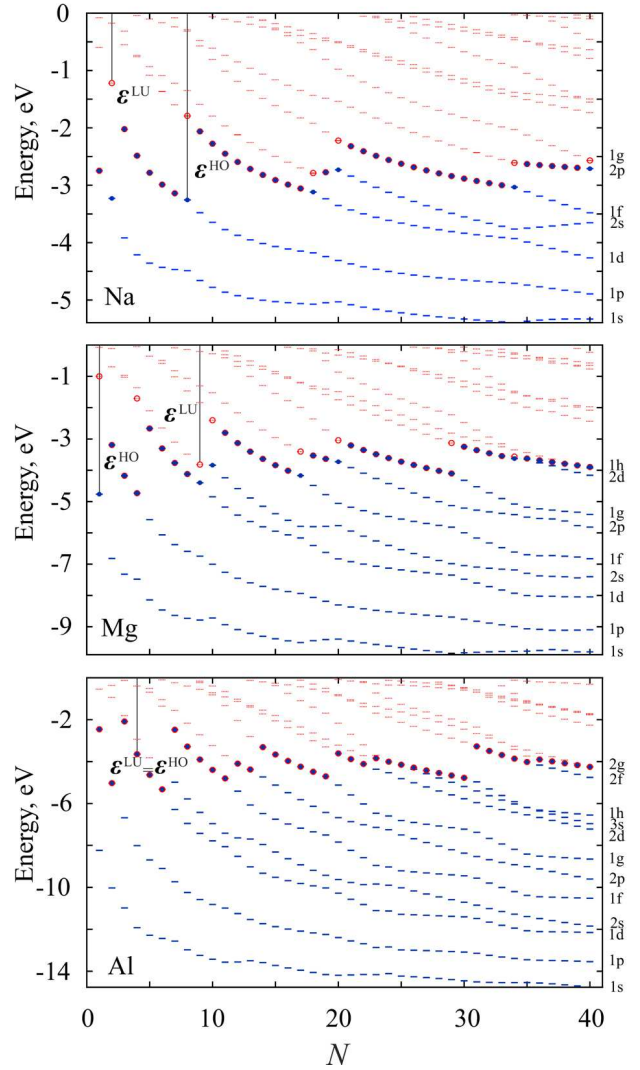 0
-1
-2
-3
-4
-5
Energy, eV
ε^LU
ε^HO
Na
1g
2p
1f
2s
1d
1p
1s
-1
-3
-5
-7
-9
Energy, eV
ε^LU
ε^HO
Mg
1h
2d
1g
2p
1f
2s
1d
1p
1s
-2
-6
-10
-14
Energy, eV
ε^LU=ε^HO
Al
2g
2f
1h
3s
2d
1g
2p
1f
2s
1d
1p
1s
0 10 20 30 40
N